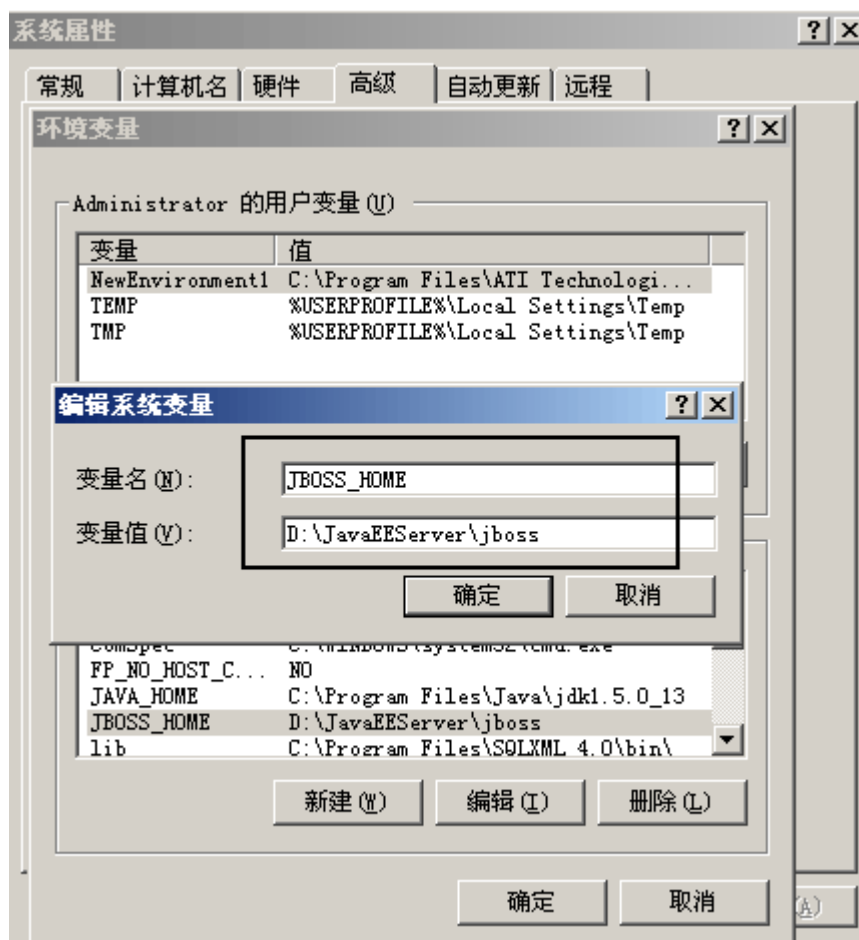 系统属性
常规 计算机名 硬件 高级 自动更新 远程
环境变量
Administrator 的用户变量(U)
变量 值
NewEnvironment1 C:\Program Files\ATI Technologi...
TEMP %USERPROFILE%\Local Settings\Temp
TMP %USERPROFILE%\Local Settings\Temp
编辑系统变量
变量名(N): JBOSS_HOME
变量值(V): D:\JavaEEServer\jboss
确定 取消
ComSpec C:\WINDOWS\system32\cmd.exe
FP_NO_HOST_C... NO
JAVA_HOME C:\Program Files\Java\jdk1.5.0_13
JBOSS_HOME D:\JavaEEServer\jboss
lib C:\Program Files\SQLXML 4.0\bin\
新建(W) 编辑(I) 删除(L)
确定 取消
(A)